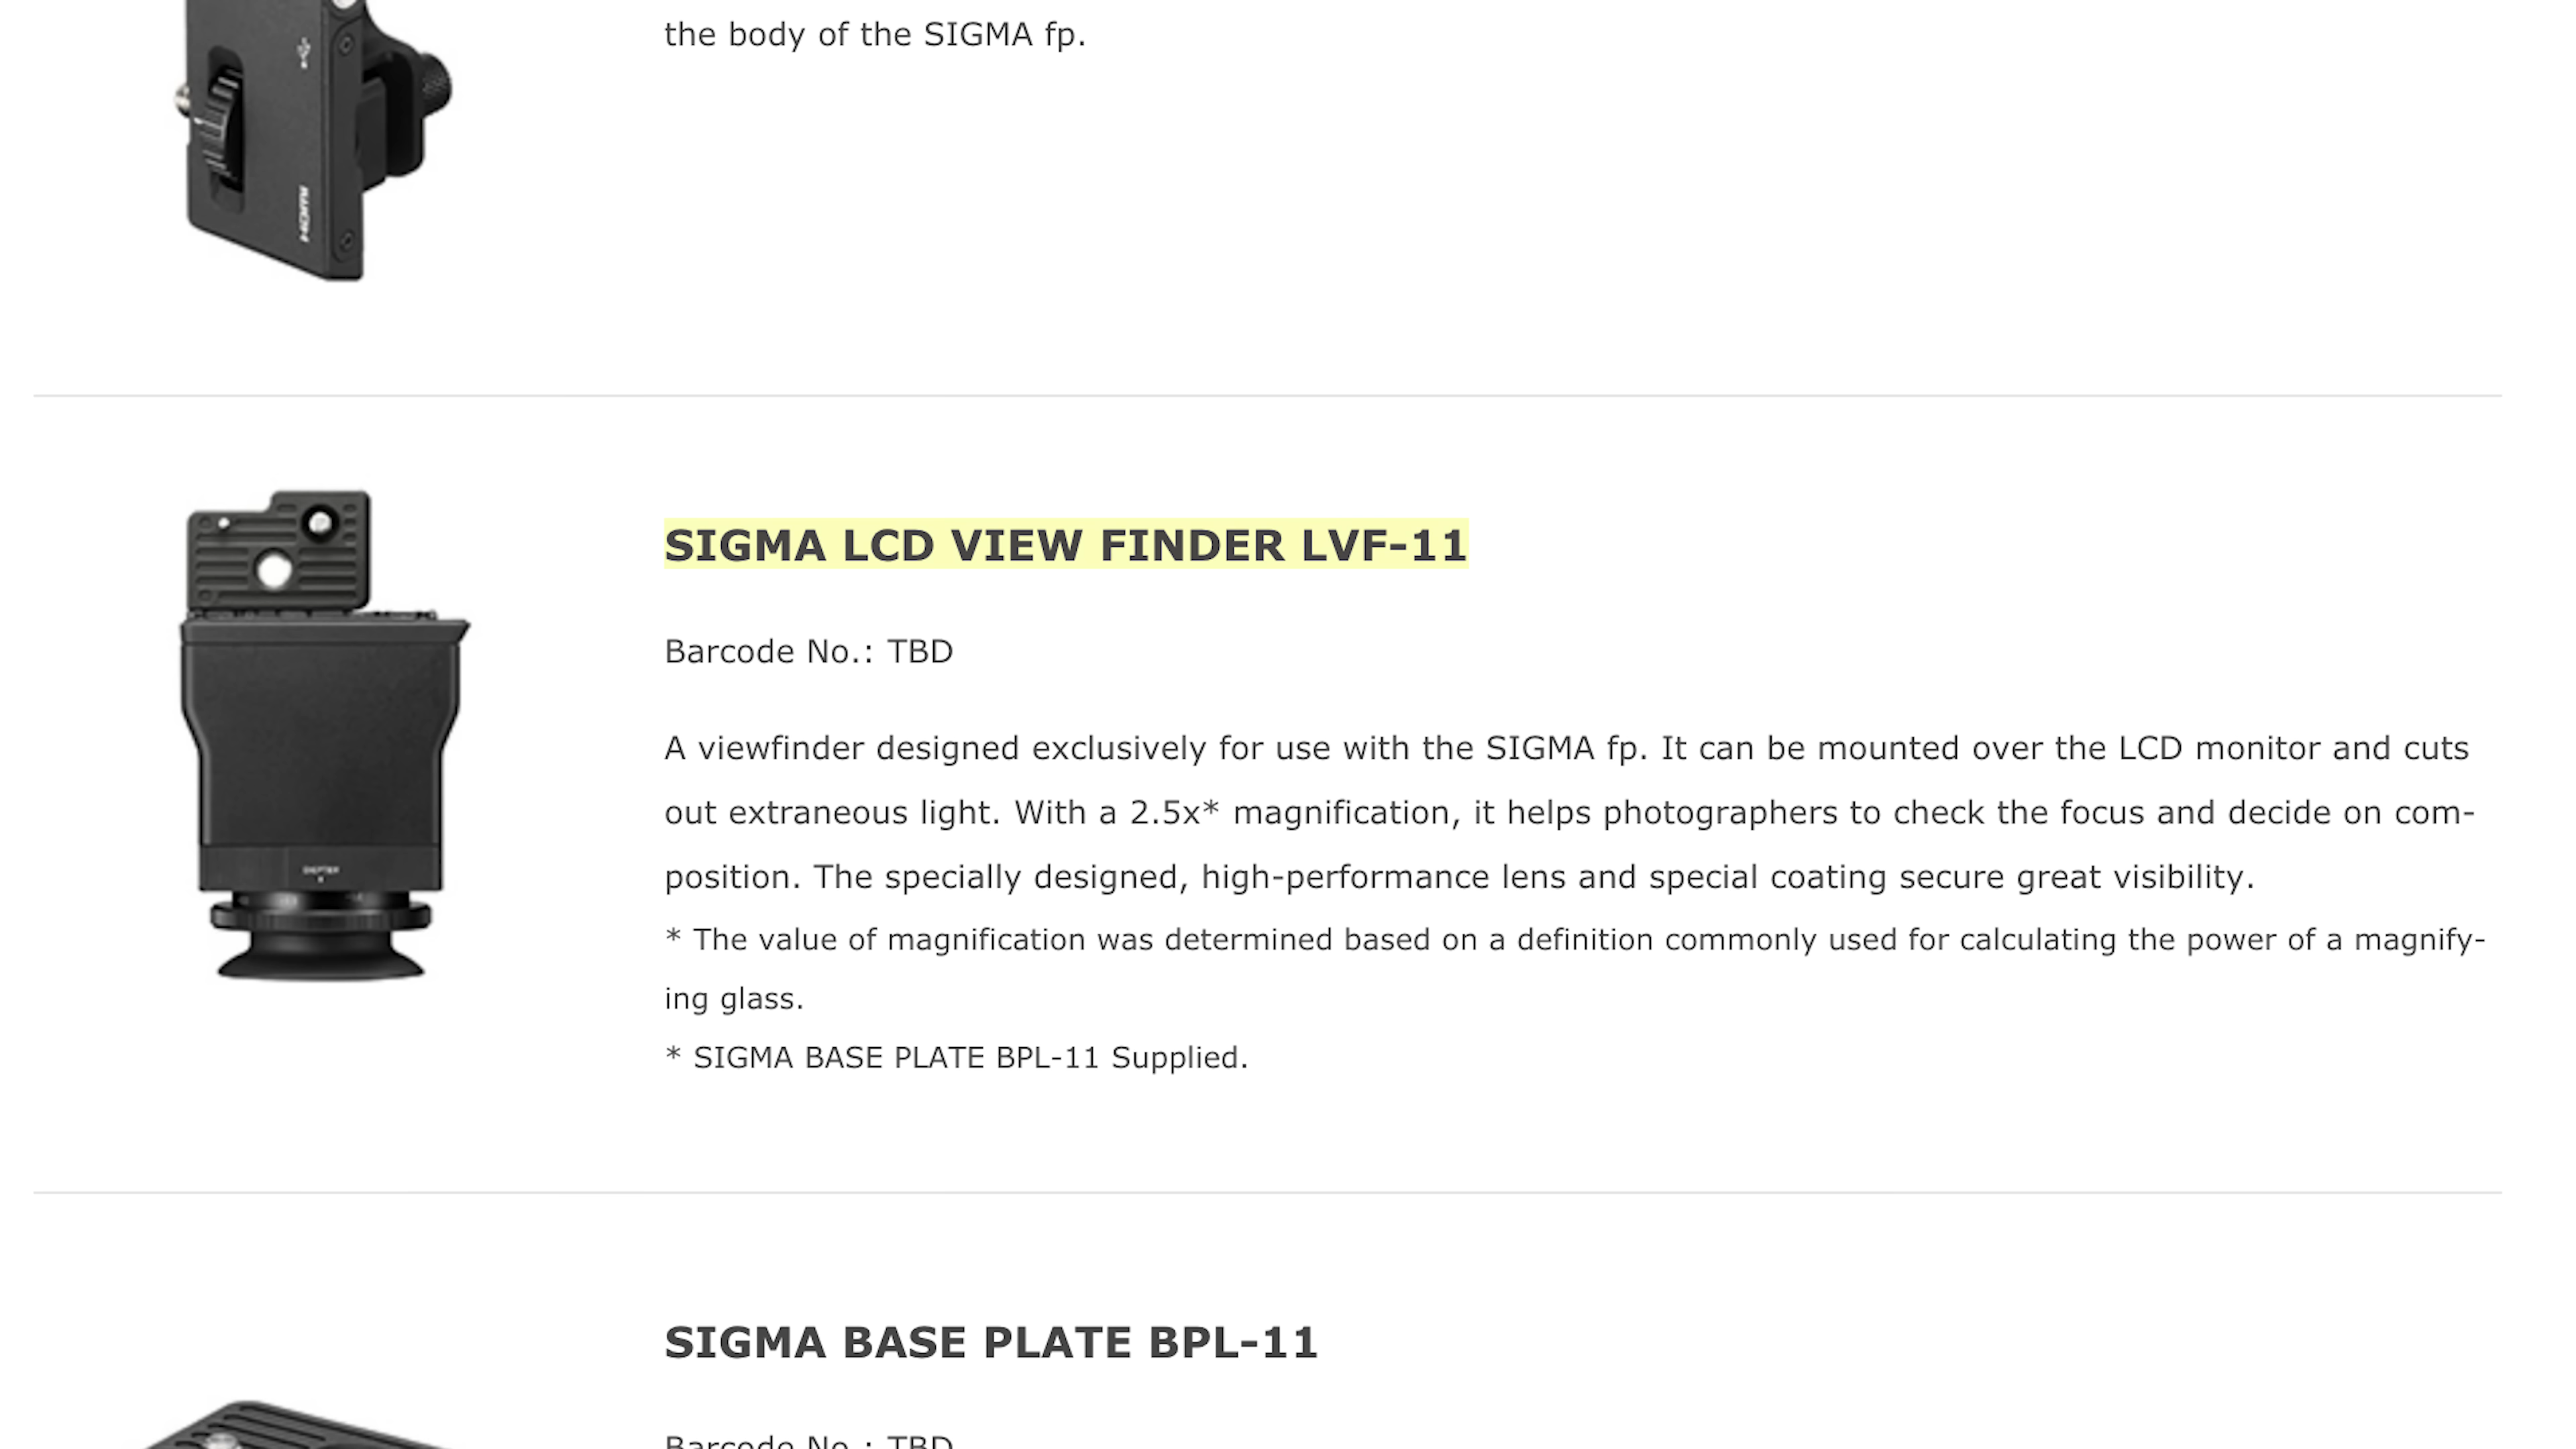 the body of the SIGMA fp.
HDMI
SIGMA LCD VIEW FINDER LVF-11
Barcode No.: TBD
A viewfinder designed exclusively for use with the SIGMA fp. It can be mounted over the LCD monitor and cuts
out extraneous light. With a 2.5x* magnification, it helps photographers to check the focus and decide on com-
position. The specially designed, high-performance lens and special coating secure great visibility.
* The value of magnification was determined based on a definition commonly used for calculating the power of a magnify-
ing glass.
* SIGMA BASE PLATE BPL-11 Supplied.
SIGMA BASE PLATE BPL-11
Barcode No.: TBD